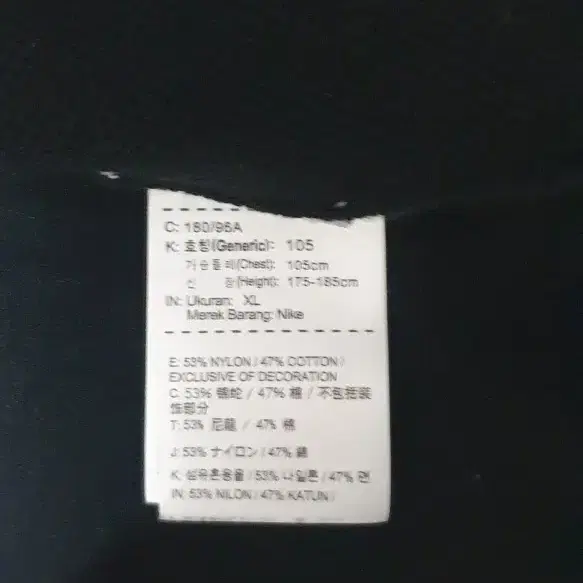 C: 180/96A
K: 호칭(Generic): 105
가슴둘레(Chest): 105cm
신 장(Height): 175-185cm
IN: Ukuran: XL
Merek Barang: Nike
E: 53% NYLON / 47% COTTON /
EXCLUSIVE OF DECORATION
C: 53% 锦纶 / 47% 棉 / 不包括装
饰部分
T: 53% 尼龍 / 47% 棉
J: 53% ナイロン / 47% 綿
K: 섬유혼용율 / 53% 나일론 / 47% 면
IN: 53% NILON / 47% KATUN /